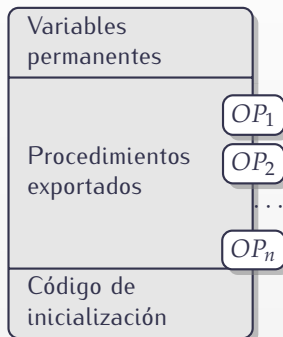 Variables
permanentes
OP₁
Procedimientos
exportados
OP₂
...
OPₙ
Código de
inicialización